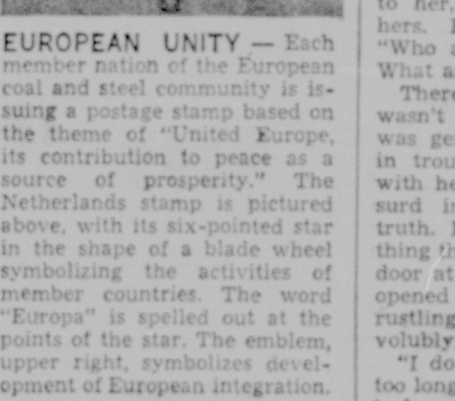 EUROPEAN UNITY — Each
member nation of the European
coal and steel community is is-
suing a postage stamp based on
the theme of "United Europe,
its contribution to peace as a
source of prosperity." The
Netherlands stamp is pictured
above, with its six-pointed star
in the shape of a blade wheel
symbolizing the activities of
member countries. The word
"Europa" is spelled out at the
points of the star. The emblem,
upper right, symbolizes devel-
opment of European integration.
to her,
hers.
"Who
What a
There
wasn't
was
in
with
surd
truth.
thing
door at
opened
rustling
volubly
"I do
too long